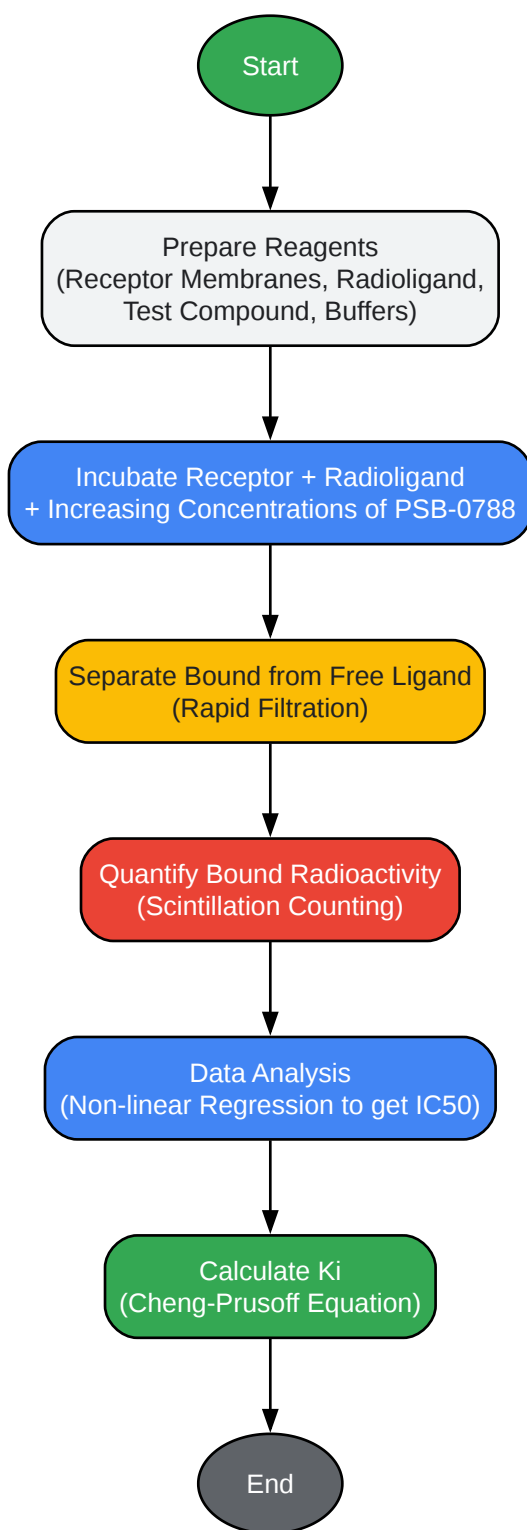 Start
Prepare Reagents
(Receptor Membranes, Radioligand,
Test Compound, Buffers)
Incubate Receptor + Radioligand
+ Increasing Concentrations of PSB-0788
Separate Bound from Free Ligand
(Rapid Filtration)
Quantify Bound Radioactivity
(Scintillation Counting)
Data Analysis
(Non-linear Regression to get IC50)
Calculate Ki
(Cheng-Prusoff Equation)
End